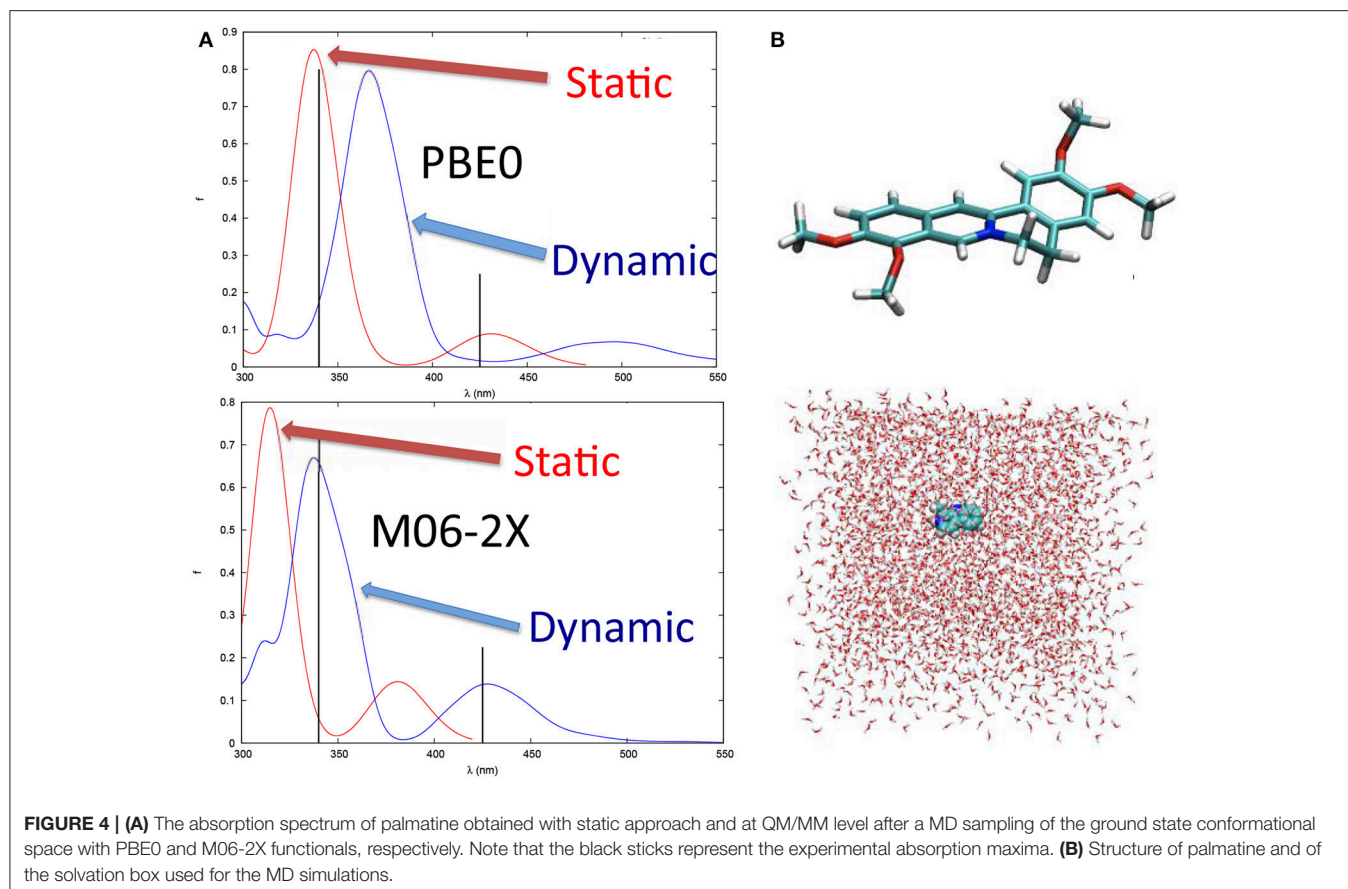 A
0.9
0.8
0.7
0.6
0.5
0.4
0.3
0.2
0.1
0
f
Static
PBE0
Dynamic
300
350
400
450
500
550
λ (nm)
0.8
0.7
0.6
0.5
0.4
0.3
0.2
0.1
0
f
Static
M06-2X
Dynamic
300
350
400
450
500
550
λ (nm)
B
FIGURE 4 | (A) The absorption spectrum of palmatine obtained with static approach and at QM/MM level after a MD sampling of the ground state conformational
space with PBE0 and M06-2X functionals, respectively. Note that the black sticks represent the experimental absorption maxima. (B) Structure of palmatine and of
the solvation box used for the MD simulations.